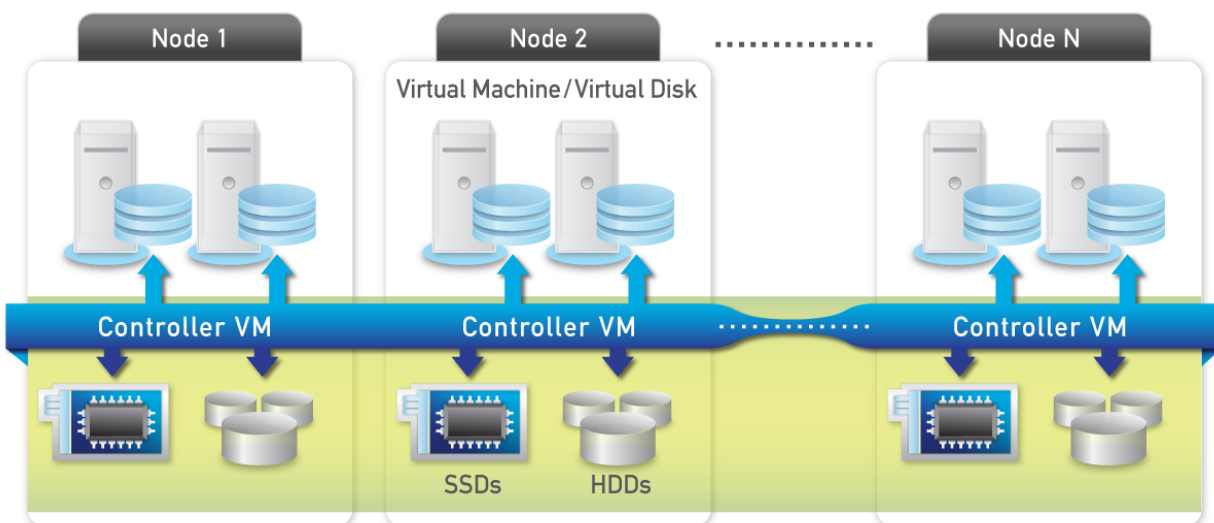 Node 1
Node 2
Node N
Virtual Machine/Virtual Disk
Controller VM
Controller VM
Controller VM
SSDs
HDDs